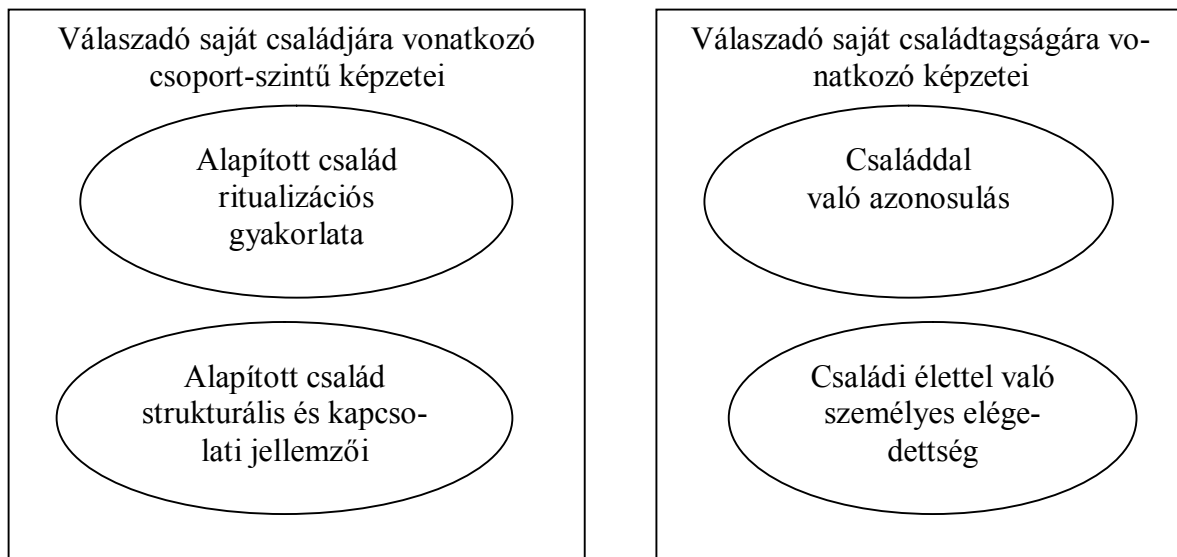 Válaszadó saját családjára vonatkozó
csoport-szintű képzetei
Alapított család
ritualizációs
gyakorlata
Alapított család
strukturális és kapcso-
lati jellemzői
Válaszadó saját családtagságára vo-
natkozó képzetei
Családdal
való azonosulás
Családi élettel való
személyes elége-
dettség